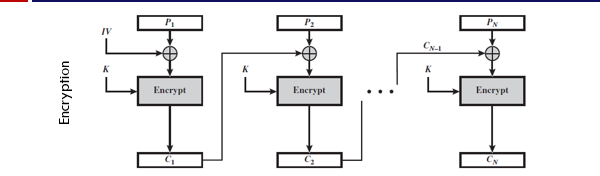 P1 P2 PN
IV
CN-1
K K K
Encryption
Encrypt Encrypt Encrypt
. . .
C1 C2 CN